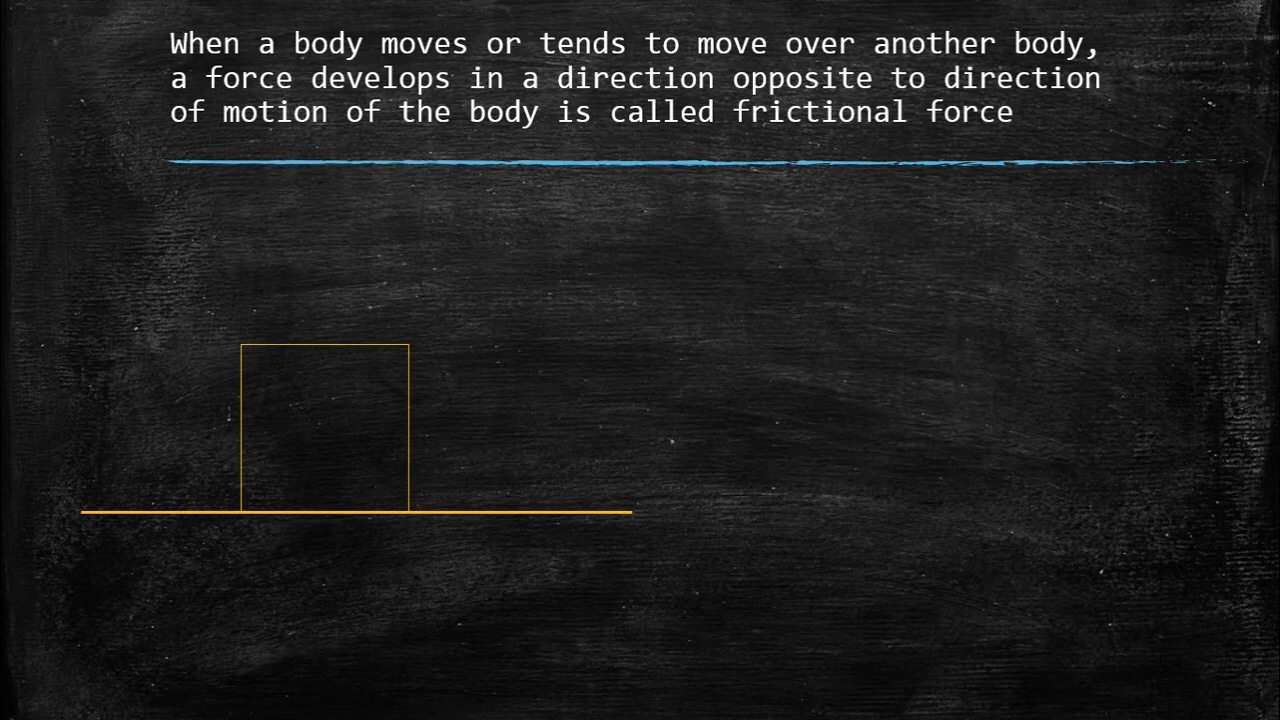 When a body moves or tends to move over another body,
a force develops in a direction opposite to direction
of motion of the body is called frictional force